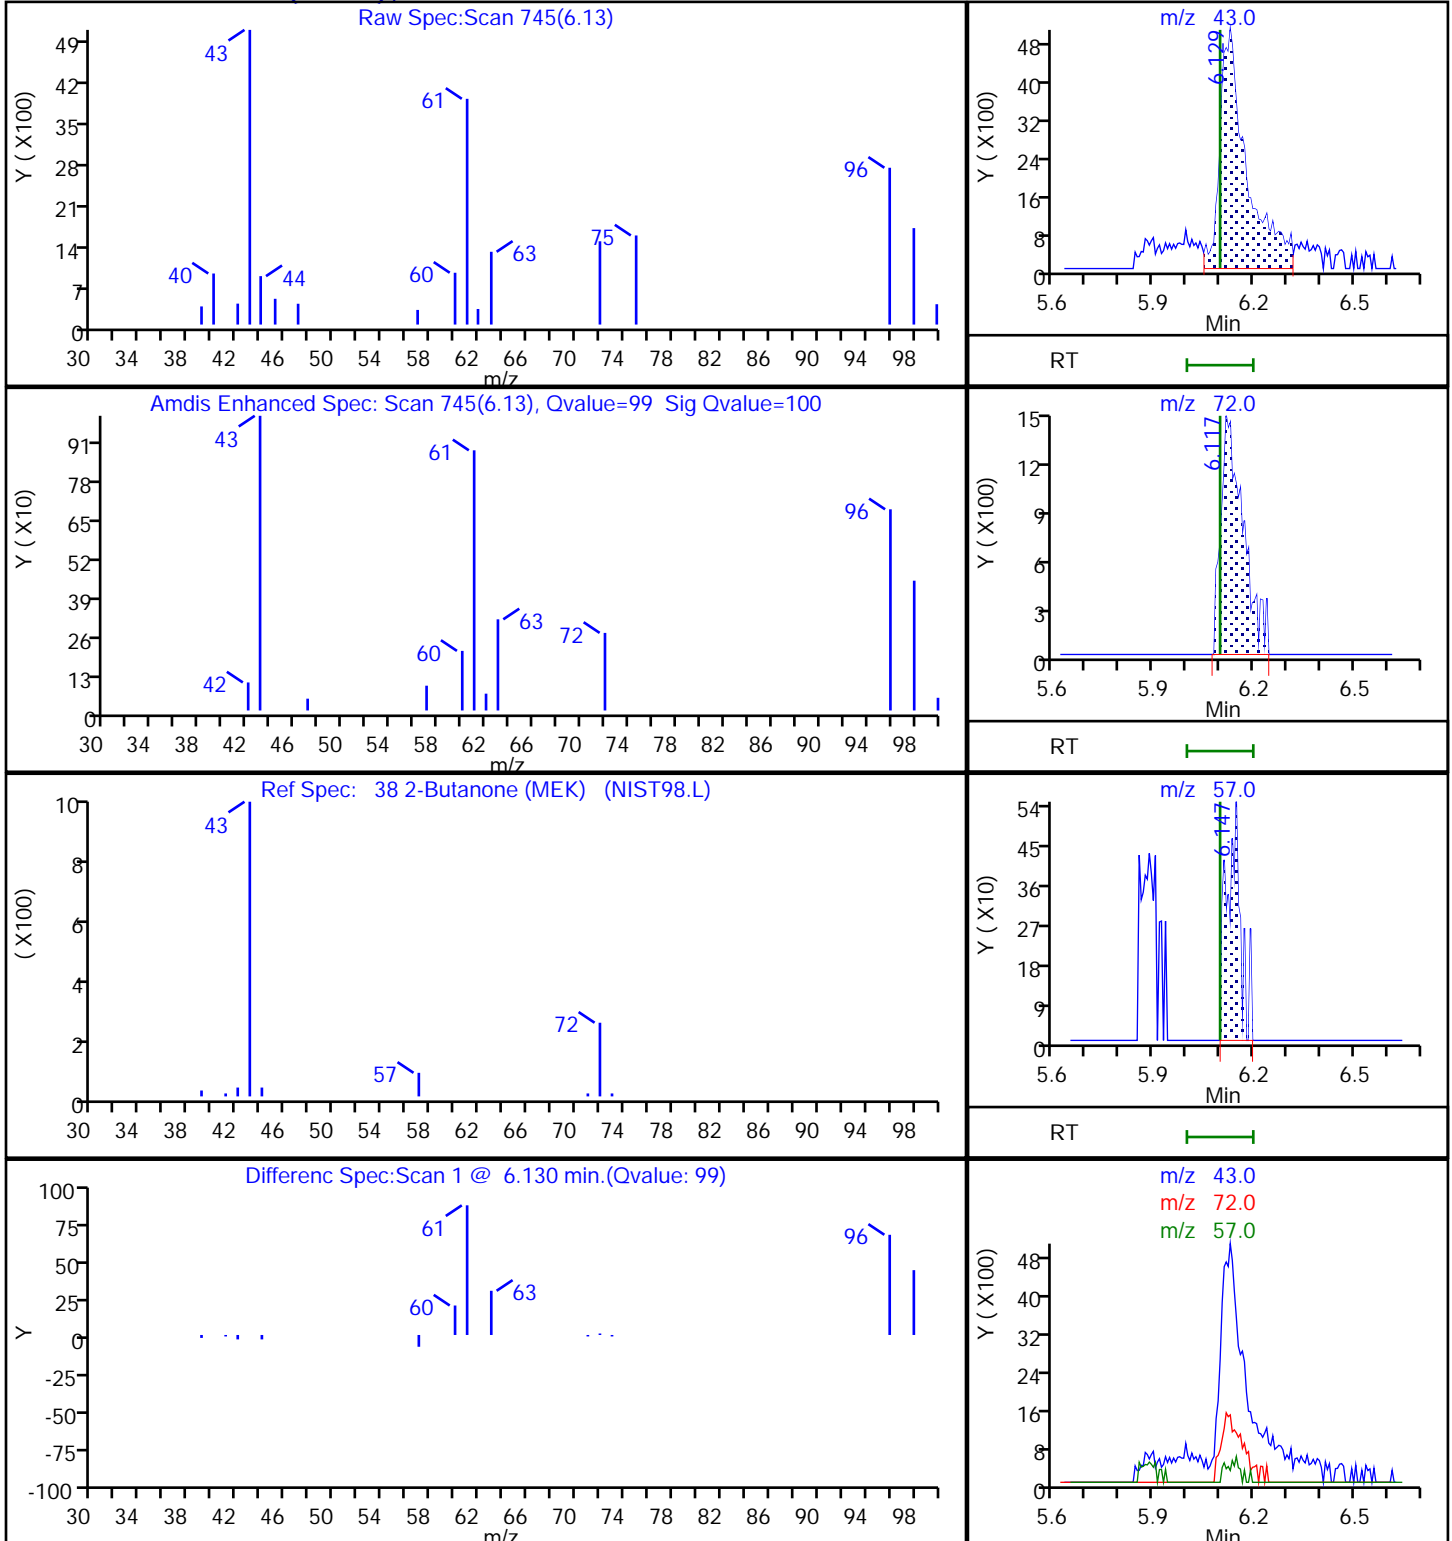 Raw Spec:Scan 745(6.13)
Y ( X100)
49
42
35
28
21
14
7
0
43
61
96
40
44
60
63
75
30 34 38 42 46 50 54 58 62 66 70 74 78 82 86 90 94 98
m/z
m/z 43.0
Y ( X100)
48
40
32
24
16
8
0
6.129
5.6 5.9 6.2 6.5
Min
RT
Amdis Enhanced Spec: Scan 745(6.13), Qvalue=99 Sig Qvalue=100
Y ( X10)
91
78
65
52
39
26
13
0
43
61
96
42
60
63
72
30 34 38 42 46 50 54 58 62 66 70 74 78 82 86 90 94 98
m/z
m/z 72.0
Y ( X100)
15
12
9
6
3
0
6.117
5.6 5.9 6.2 6.5
Min
RT
Ref Spec: 38 2-Butanone (MEK) (NIST98.L)
( X100)
10
8
6
4
2
0
43
57
72
30 34 38 42 46 50 54 58 62 66 70 74 78 82 86 90 94 98
m/z 57.0
Y ( X10)
54
45
36
27
18
9
0
6.147
5.6 5.9 6.2 6.5
Min
RT
Differenc Spec:Scan 1 @ 6.130 min.(Qvalue: 99)
Y
100
75
50
25
0
-25
-50
-75
-100
61
96
60
63
30 34 38 42 46 50 54 58 62 66 70 74 78 82 86 90 94 98
m/z
m/z 43.0
m/z 72.0
m/z 57.0
Y ( X100)
48
40
32
24
16
8
0
5.6 5.9 6.2 6.5
Min